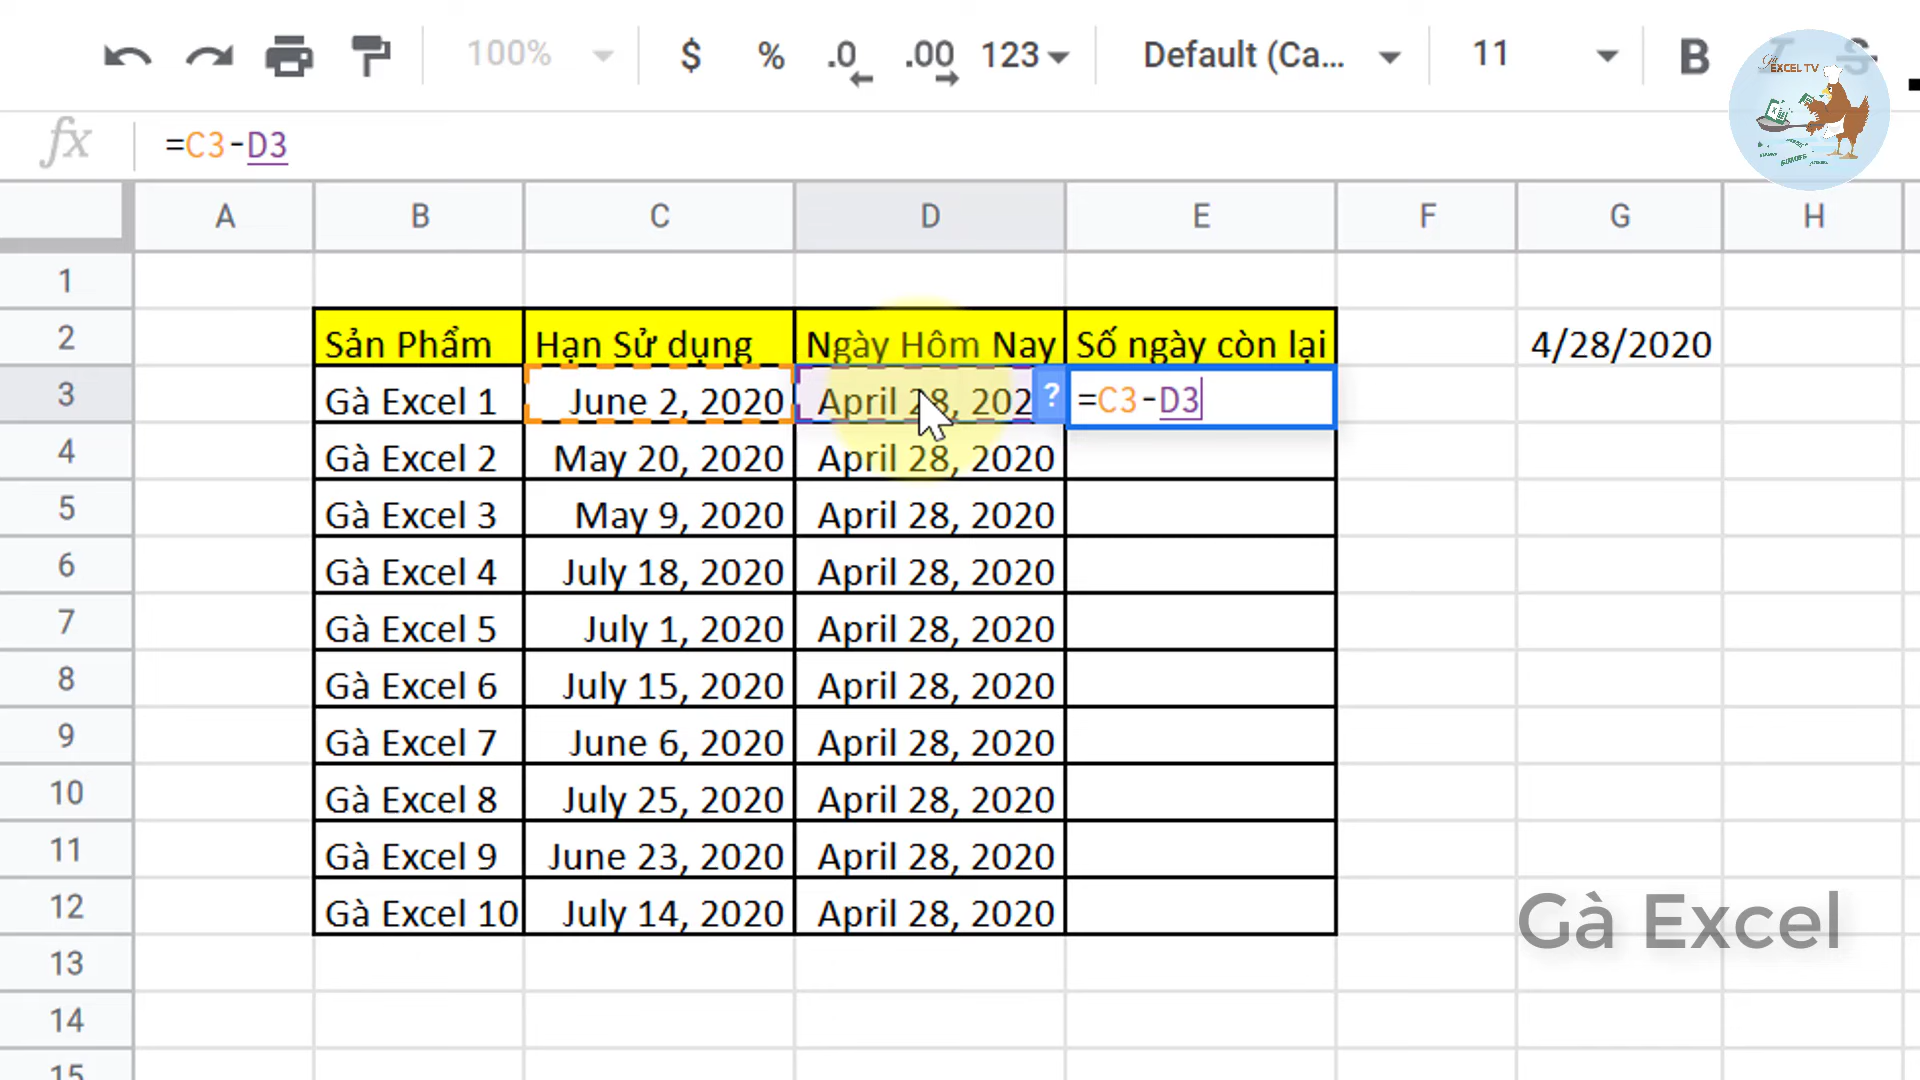 100% $ % .0 .00 123 Default (Ca... 11 B I S
EXCEL TV
fx =C3-D3
A B C D E F G H
1
2 Sản Phẩm Hạn Sử dụng Ngày Hôm Nay Số ngày còn lại 4/28/2020
3 Gà Excel 1 June 2, 2020 April 28, 202 ? =C3-D3
4 Gà Excel 2 May 20, 2020 April 28, 2020
5 Gà Excel 3 May 9, 2020 April 28, 2020
6 Gà Excel 4 July 18, 2020 April 28, 2020
7 Gà Excel 5 July 1, 2020 April 28, 2020
8 Gà Excel 6 July 15, 2020 April 28, 2020
9 Gà Excel 7 June 6, 2020 April 28, 2020
10 Gà Excel 8 July 25, 2020 April 28, 2020
11 Gà Excel 9 June 23, 2020 April 28, 2020
12 Gà Excel 10 July 14, 2020 April 28, 2020
Gà Excel
13
14
15